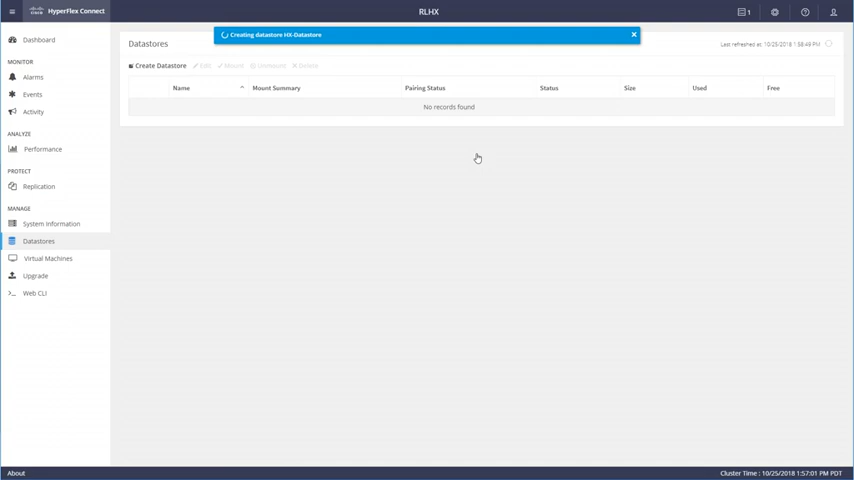 cisco HyperFlex Connect
RLHX
1
Creating datastore HX-Datastore
Dashboard
MONITOR
Alarms
Events
Activity
ANALYZE
Performance
PROTECT
Replication
MANAGE
System Information
Datastores
Virtual Machines
Upgrade
Web CLI
About
Datastores
Last refreshed at: 10/25/2018 1:56:49 PM
Create Datastore Edit Mount Unmount Delete
Name Mount Summary Pairing Status Status Size Used Free
No records found
Cluster Time : 10/25/2018 1:57:01 PM PDT